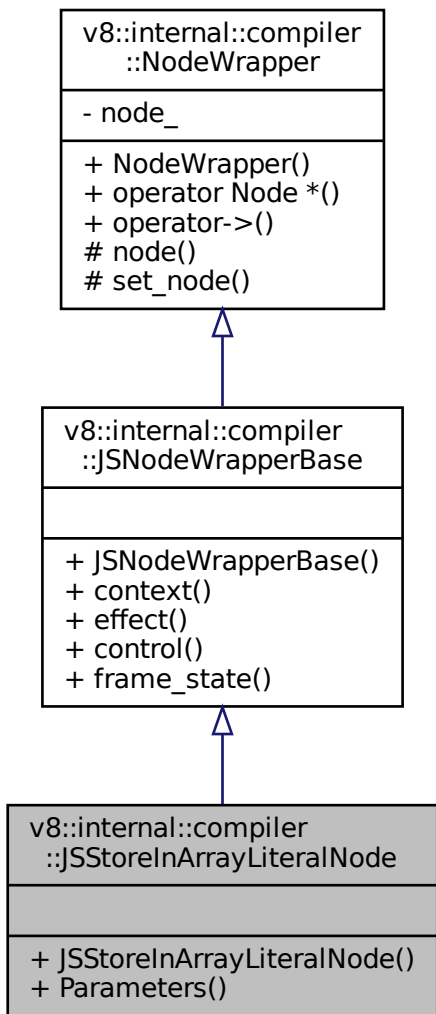 v8::internal::compiler
::NodeWrapper
- node_
+ NodeWrapper()
+ operator Node *()
+ operator->()
# node()
# set_node()
v8::internal::compiler
::JSNodeWrapperBase
+ JSNodeWrapperBase()
+ context()
+ effect()
+ control()
+ frame_state()
v8::internal::compiler
::JSStoreInArrayLiteralNode
+ JSStoreInArrayLiteralNode()
+ Parameters()